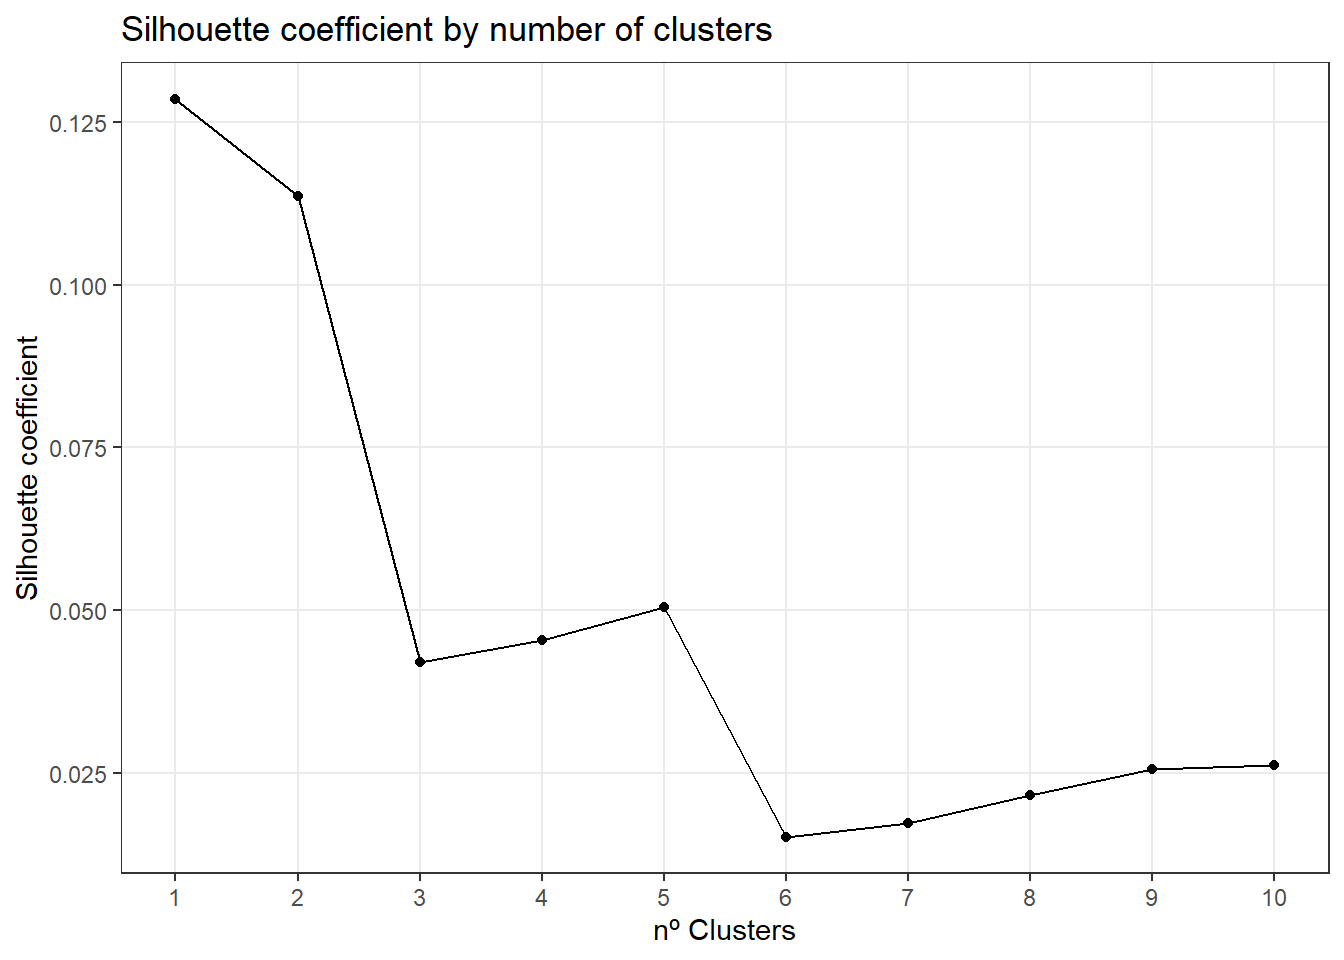 Silhouette coefficient by number of clusters
Silhouette coefficient
0.125
0.100
0.075
0.050
0.025
1 2 3 4 5 6 7 8 9 10
nº Clusters